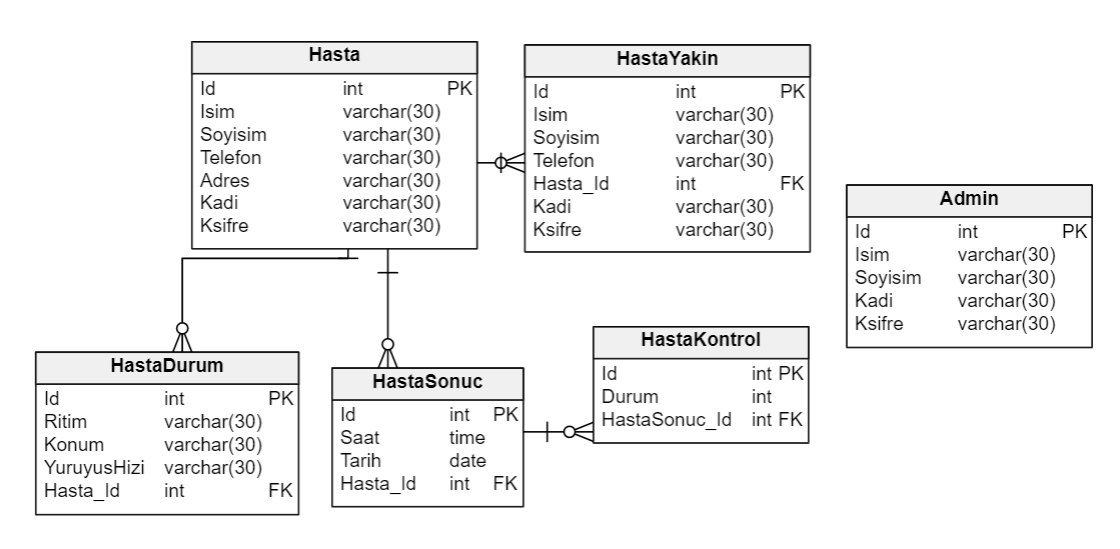 Hasta
Id int PK
Isim varchar(30)
Soyisim varchar(30)
Telefon varchar(30)
Adres varchar(30)
Kadi varchar(30)
Ksifre varchar(30)
HastaYakin
Id int PK
Isim varchar(30)
Soyisim varchar(30)
Telefon varchar(30)
Hasta_Id int FK
Kadi varchar(30)
Ksifre varchar(30)
Admin
Id int PK
Isim varchar(30)
Soyisim varchar(30)
Kadi varchar(30)
Ksifre varchar(30)
HastaDurum
Id int PK
Ritim varchar(30)
Konum varchar(30)
YuruyusHizi varchar(30)
Hasta_Id int FK
HastaSonuc
Id int PK
Saat time
Tarih date
Hasta_Id int FK
HastaKontrol
Id int PK
Durum int
HastaSonuc_Id int FK